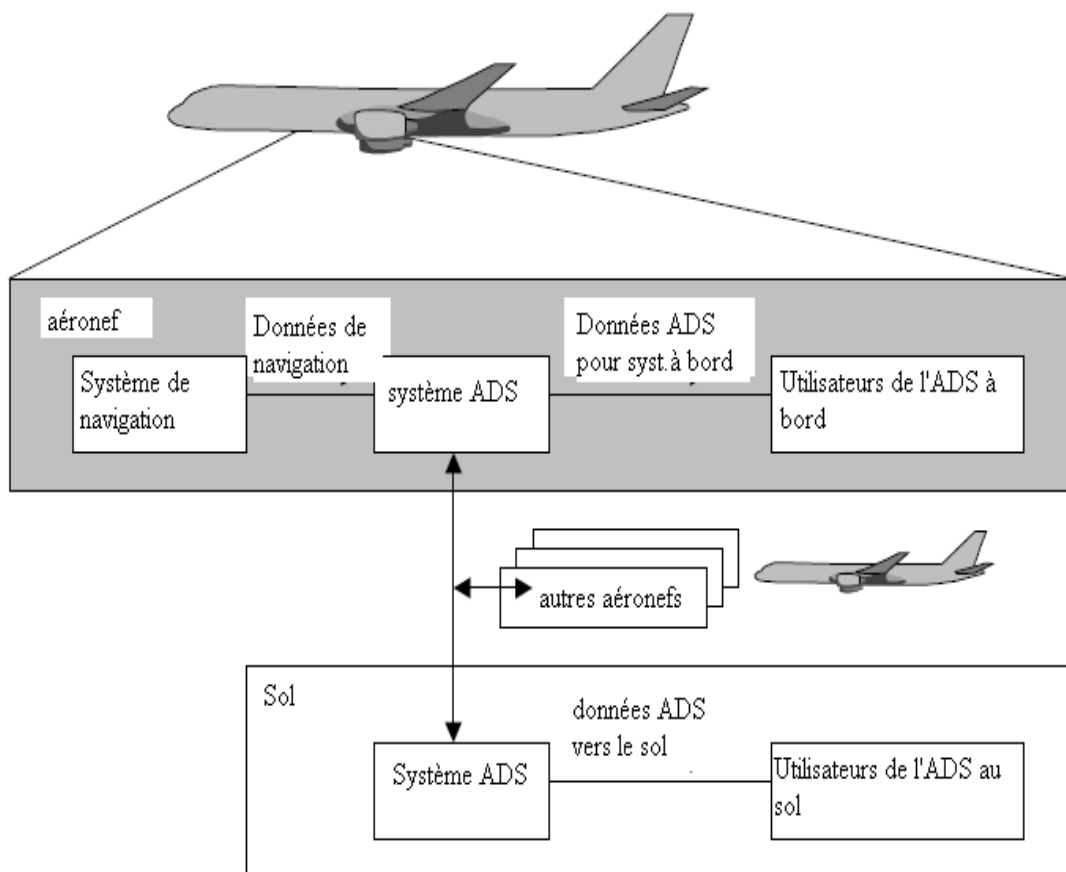 aéronef
Données de
navigation
Données ADS
pour syst.à bord
Système de
navigation
système ADS
Utilisateurs de l'ADS à
bord
autres aéronefs
Sol
données ADS
vers le sol
Système ADS
Utilisateurs de l'ADS au
sol